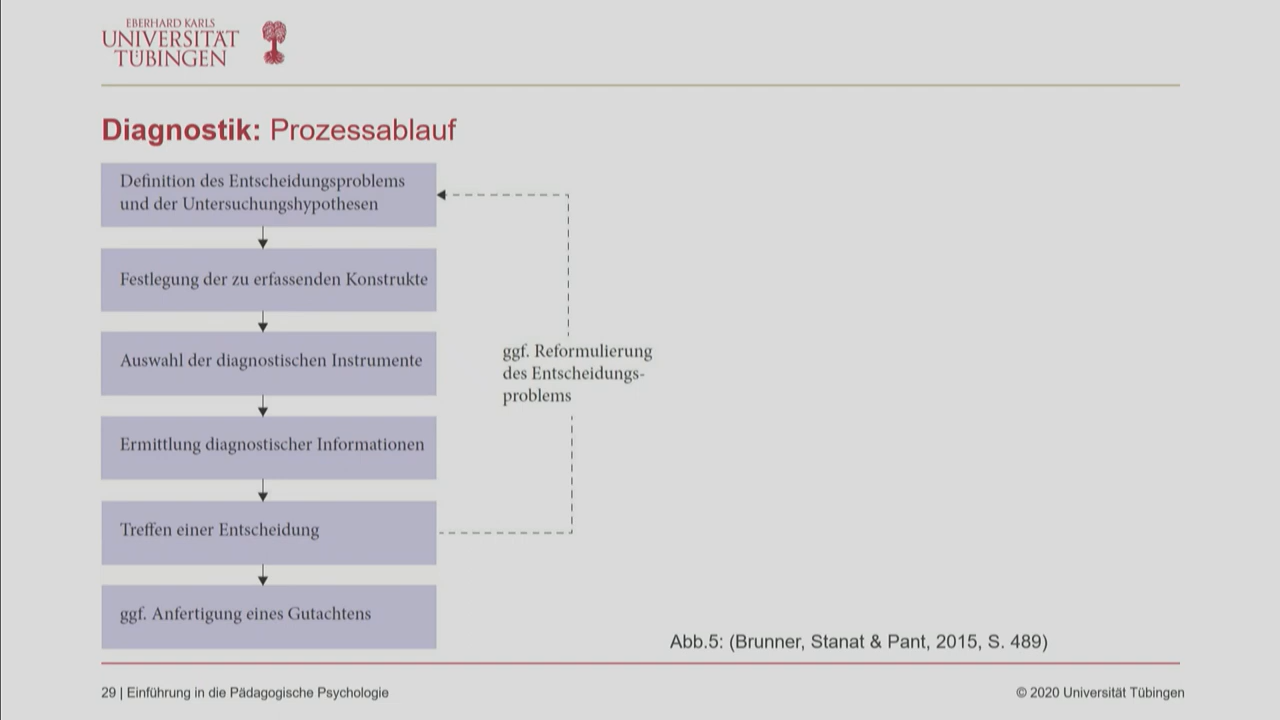 EBERHARD KARLS
UNIVERSITÄT
TÜBINGEN
Diagnostik: Prozessablauf
Definition des Entscheidungsproblems
und der Untersuchungshypothesen
Festlegung der zu erfassenden Konstrukte
Auswahl der diagnostischen Instrumente
ggf. Reformulierung
des Entscheidungs-
problems
Ermittlung diagnostischer Informationen
Treffen einer Entscheidung
ggf. Anfertigung eines Gutachtens
Abb.5: (Brunner, Stanat & Pant, 2015, S. 489)
29 | Einführung in die Pädagogische Psychologie
© 2020 Universität Tübingen